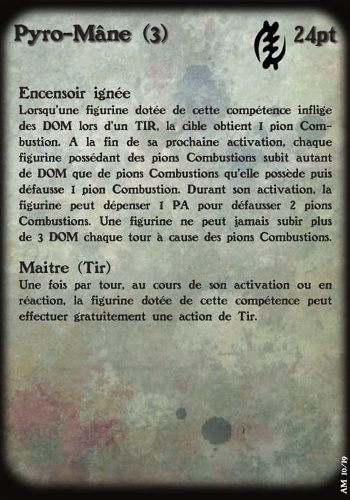 Pyro-Mâne (3) 24pt
Encensoir ignée
Lorsqu'une figurine dotée de cette compétence inflige
des DOM lors d'un TIR, la cible obtient 1 pion Com-
bustion. A la fin de sa prochaine activation, chaque
figurine possédant des pions Combustions subit autant
de DOM que de pions Combustions qu'elle possède puis
défausse 1 pion Combustion. Durant son activation, la
figurine peut dépenser 1 PA pour défausser 2 pions
Combustions. Une figurine ne peut jamais subir plus
de 3 DOM chaque tour à cause des pions Combustions.
Maitre (Tir)
Une fois par tour, au cours de son activation ou en
réaction, la figurine dotée de cette compétence peut
effectuer gratuitement une action de Tir.
AM 10/19